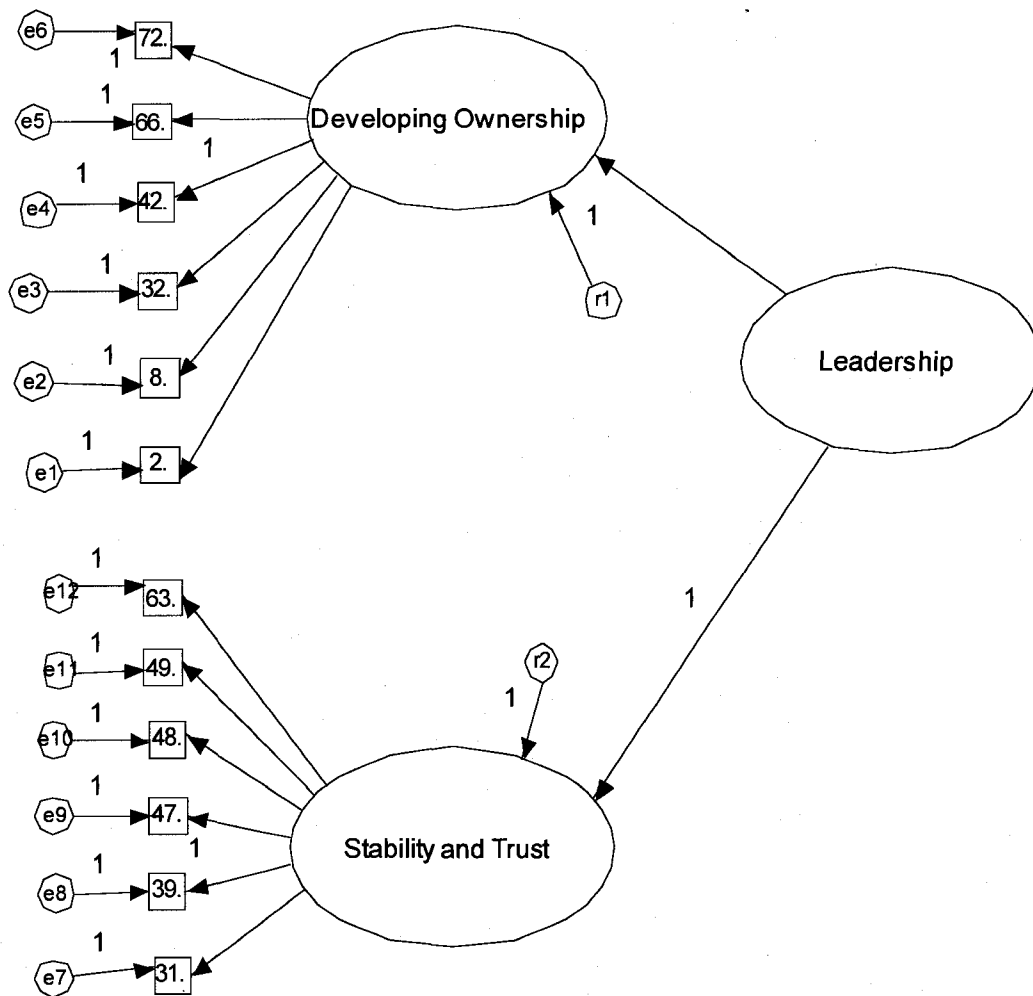 e6
72.
1
1
e5
66.
1
1
e4
42.
1
e3
32.
1
e2
8.
1
e1
2.
Developing Ownership
1
r1
Leadership
1
1
e12
63.
1
e11
49.
1
e10
48.
1
e9
47.
1
1
e8
39.
1
e7
31.
r2
1
Stability and Trust